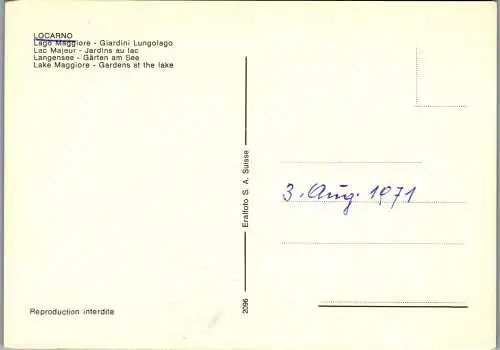 LOCARNO
Lago Maggiore - Giardini Lungolago
Lac Majeur - Jardins au lac
Langensee - Gärten am See
Lake Maggiore - Gardens at the lake
Reproduction interdite
2096 Eralfoto S. A. Suisse
3. Aug. 1971